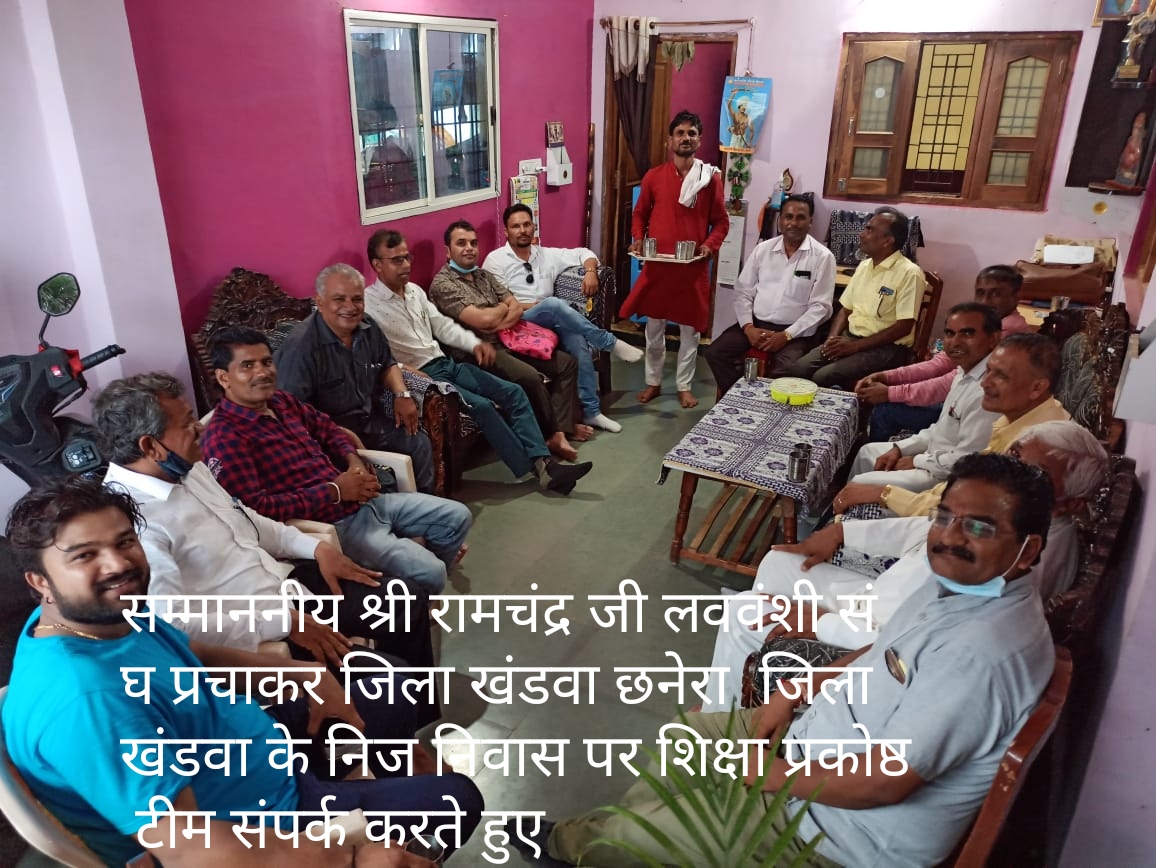 सम्माननीय श्री रामचंद्र जी लववंशी सं
घ प्रचाकर जिला खंडवा छनेरा  जिला
खंडवा के निज निवास पर शिक्षा प्रकोष्ठ
टीम संपर्क करते हुए